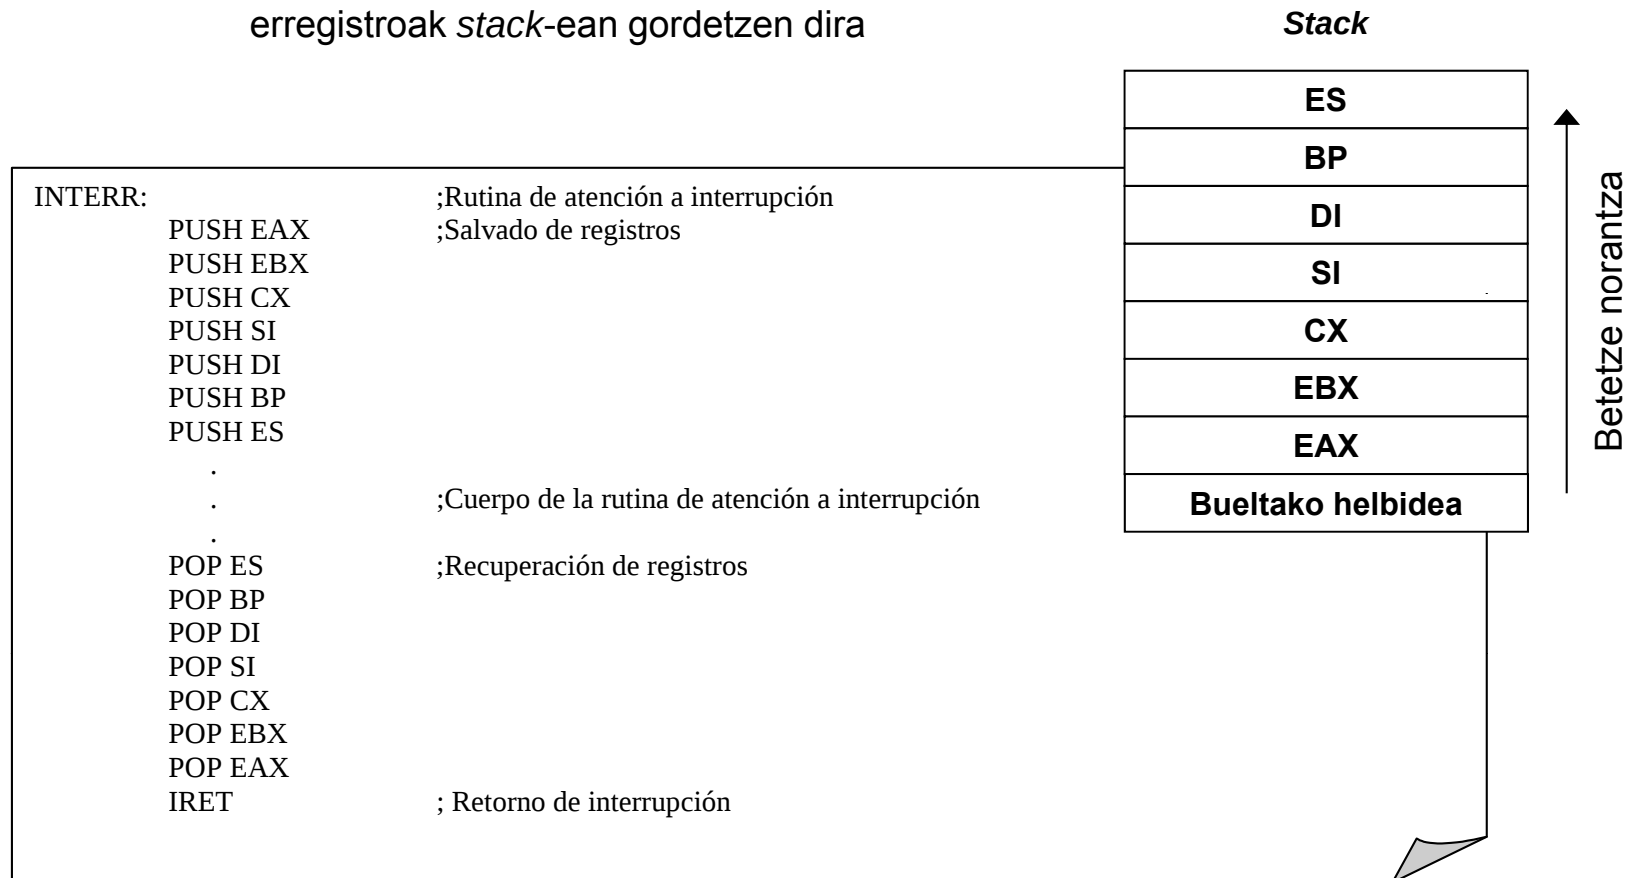 erregistroak stack-ean gordetzen dira
Stack
INTERR: ;Rutina de atención a interrupción
PUSH EAX ;Salvado de registros
PUSH EBX
PUSH CX
PUSH SI
PUSH DI
PUSH BP
PUSH ES
.
. ;Cuerpo de la rutina de atención a interrupción
.
POP ES ;Recuperación de registros
POP BP
POP DI
POP SI
POP CX
POP EBX
POP EAX
IRET ; Retorno de interrupción
ES
BP
DI
SI
CX
EBX
EAX
Bueltako helbidea
Betetze norantza